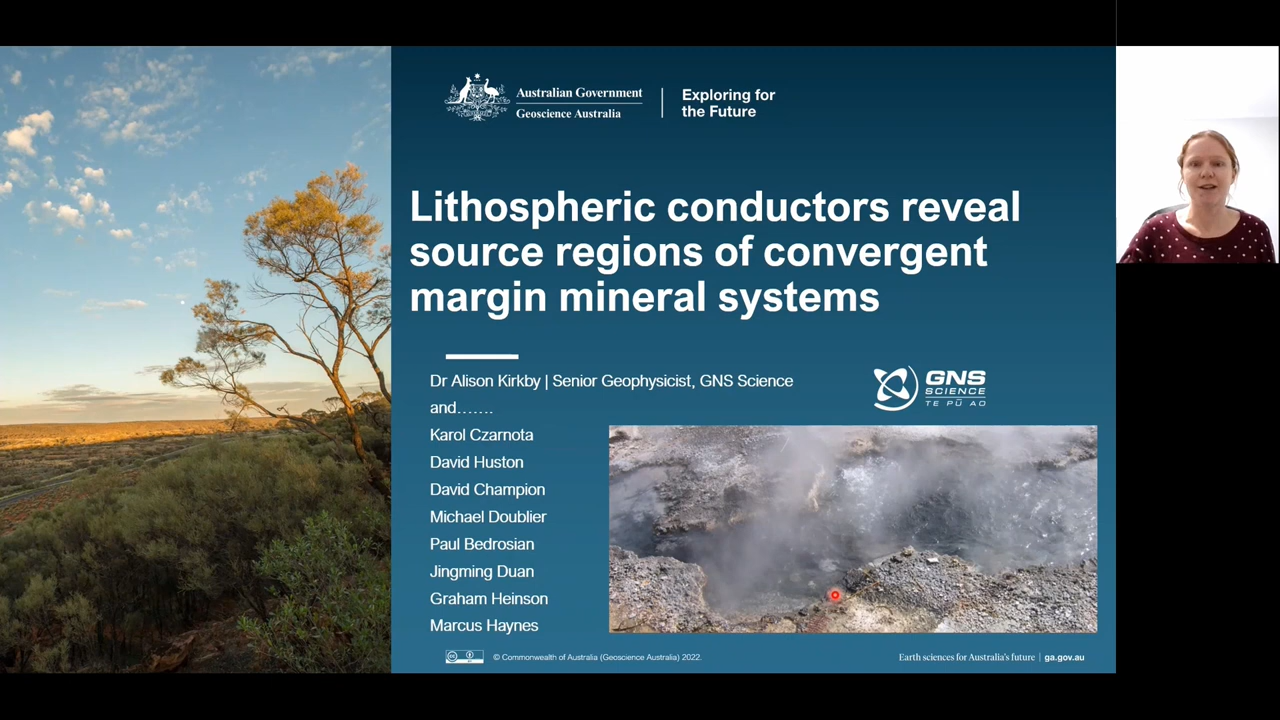 Australian Government
Geoscience Australia
Exploring for
the Future
Lithospheric conductors reveal
source regions of convergent
margin mineral systems
Dr Alison Kirkby | Senior Geophysicist, GNS Science
and.......
Karol Czarnota
David Huston
David Champion
Michael Doublier
Paul Bedrosian
Jingming Duan
Graham Heinson
Marcus Haynes
GNS
SCIENCE
TE PŪ AO
© Commonwealth of Australia (Geoscience Australia) 2022.
Earth sciences for Australia's future | ga.gov.au